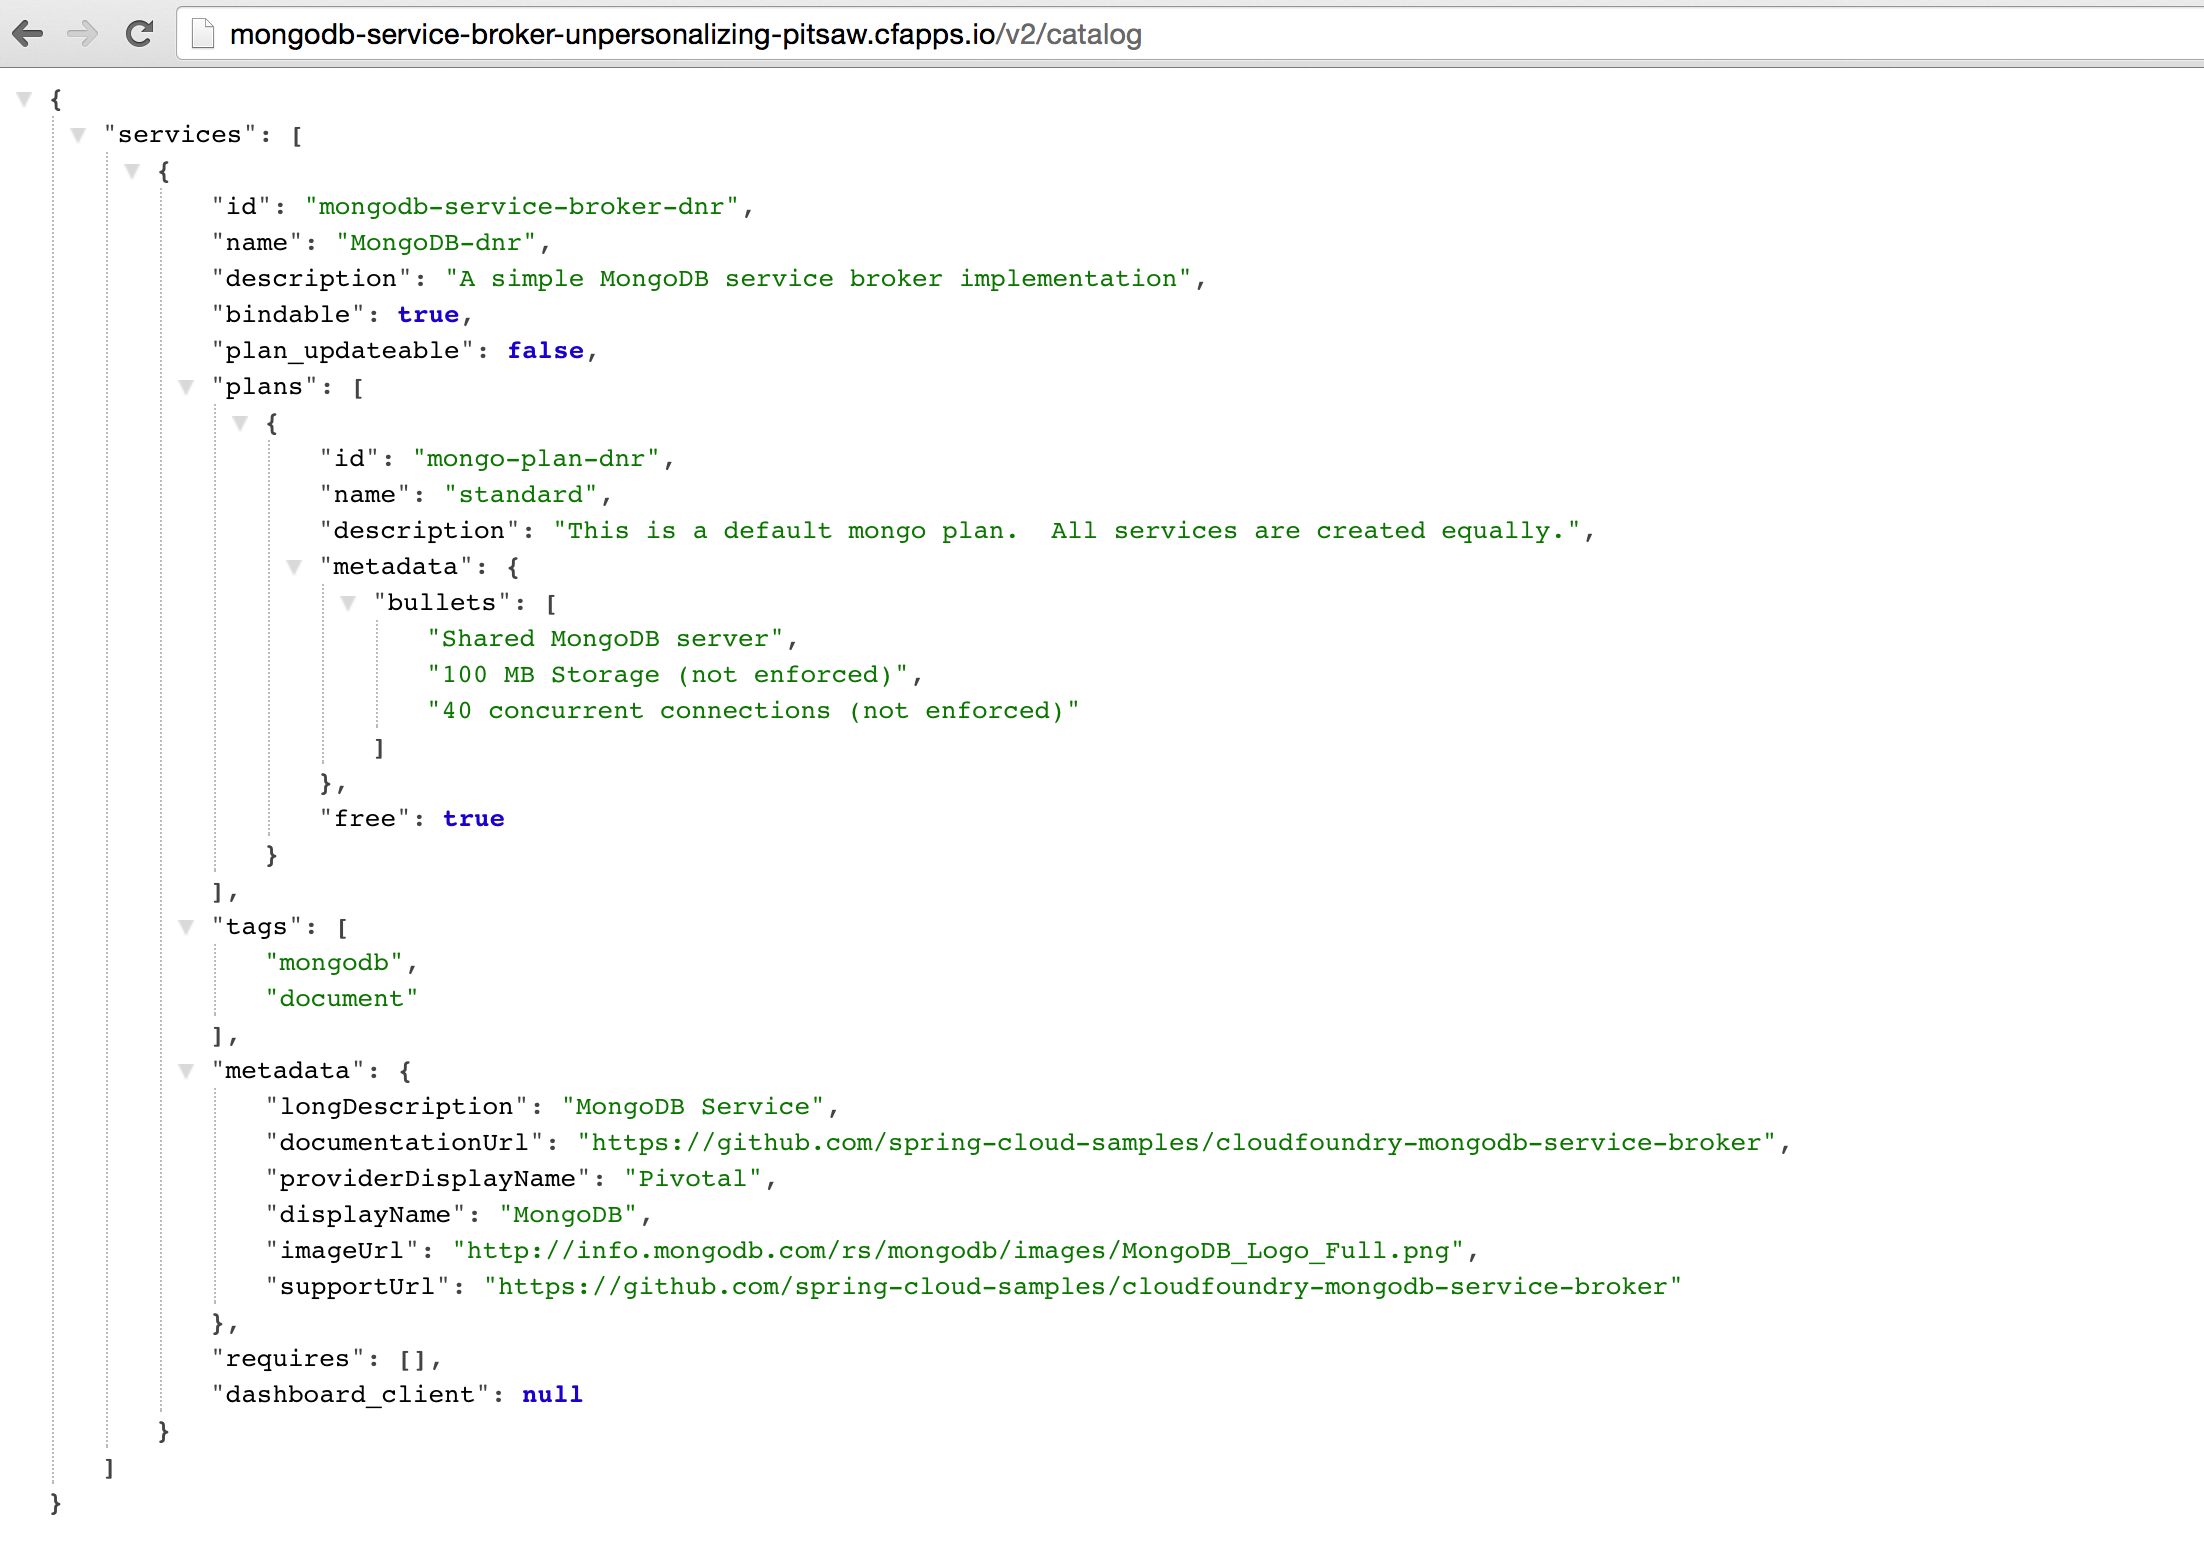 mongodb-service-broker-unpersonalizing-pitsaw.cfapps.io/v2/catalog
{
"services": [
{
"id": "mongodb-service-broker-dnr",
"name": "MongoDB-dnr",
"description": "A simple MongoDB service broker implementation",
"bindable": true,
"plan_updateable": false,
"plans": [
{
"id": "mongo-plan-dnr",
"name": "standard",
"description": "This is a default mongo plan.  All services are created equally.",
"metadata": {
"bullets": [
"Shared MongoDB server",
"100 MB Storage (not enforced)",
"40 concurrent connections (not enforced)"
]
},
"free": true
}
],
"tags": [
"mongodb",
"document"
],
"metadata": {
"longDescription": "MongoDB Service",
"documentationUrl": "https://github.com/spring-cloud-samples/cloudfoundry-mongodb-service-broker",
"providerDisplayName": "Pivotal",
"displayName": "MongoDB",
"imageUrl": "http://info.mongodb.com/rs/mongodb/images/MongoDB_Logo_Full.png",
"supportUrl": "https://github.com/spring-cloud-samples/cloudfoundry-mongodb-service-broker"
},
"requires": [],
"dashboard_client": null
}
]
}